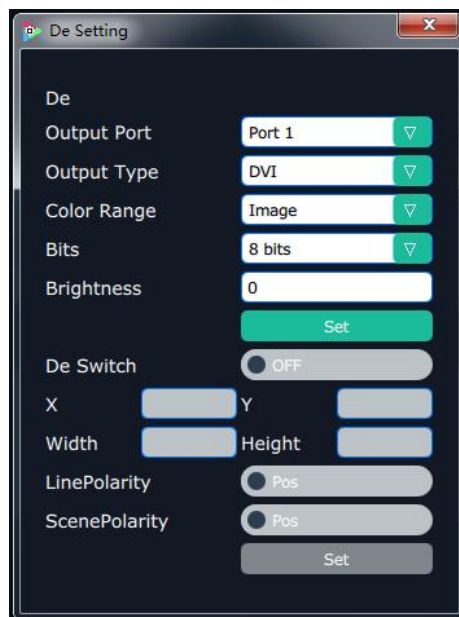 De Setting
De
Output Port Port 1
Output Type DVI
Color Range Image
Bits 8 bits
Brightness 0
Set
De Switch OFF
X Y
Width Height
LinePolarity Pos
ScenePolarity Pos
Set